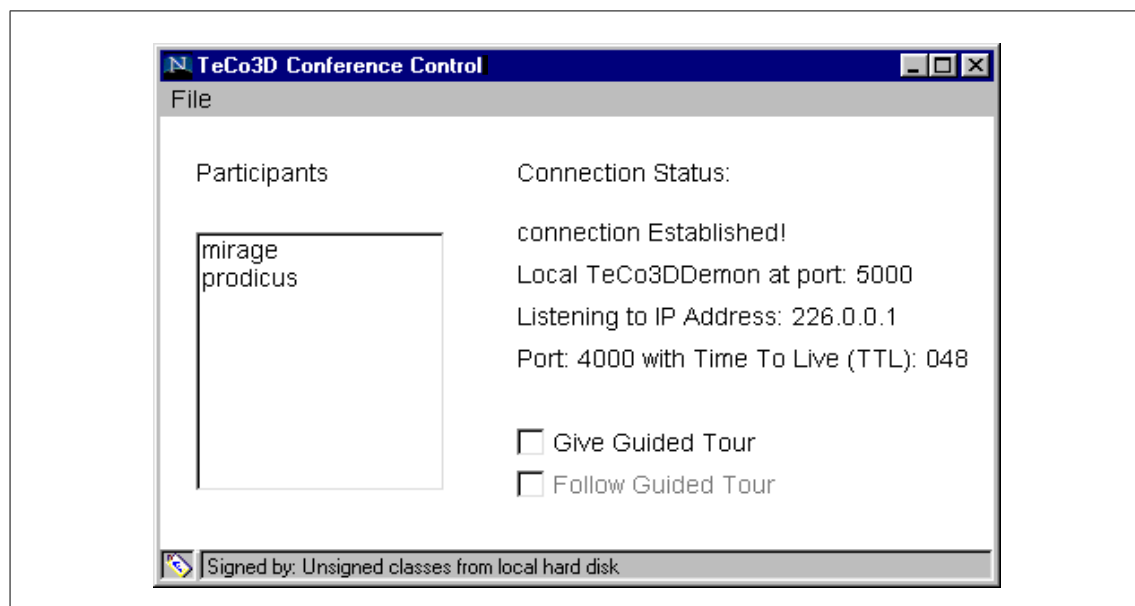 TeCo3D Conference Control
File
Participants
mirage
prodicus
Connection Status:
connection Established!
Local TeCo3DDemon at port: 5000
Listening to IP Address: 226.0.0.1
Port: 4000 with Time To Live (TTL): 048
Give Guided Tour
Follow Guided Tour
Signed by: Unsigned classes from local hard disk